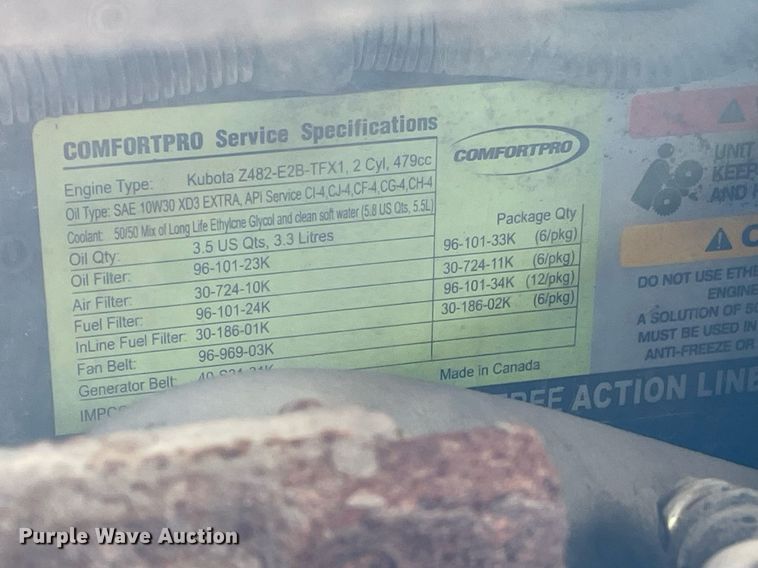 COMFORTPRO Service Specifications
COMFORTPRO
Engine Type: Kubota Z482-E2B-TFX1, 2 Cyl, 479cc
Oil Type: SAE 10W30 XD3 EXTRA, API Service CI-4,CJ-4,CF-4,CG-4,CH-4
Coolant: 50/50 Mix of Long Life Ethylene Glycol and clean soft water (5.8 US Qts, 5.5L)
Oil Qty: 3.5 US Qts, 3.3 Litres
Package Qty
Oil Filter: 96-101-23K 96-101-33K (6/pkg)
Air Filter: 30-724-10K 30-724-11K (6/pkg)
Fuel Filter: 96-101-24K 96-101-34K (12/pkg)
InLine Fuel Filter: 30-186-01K 30-186-02K (6/pkg)
Fan Belt: 96-969-03K
Generator Belt:
Made in Canada
UNIT
KEEP
AND
DO NOT USE ETHE
ENGINE
A SOLUTION OF 50
MUST BE USED IN
ANTI-FREEZE OR
FREE ACTION LINE
Purple Wave Auction